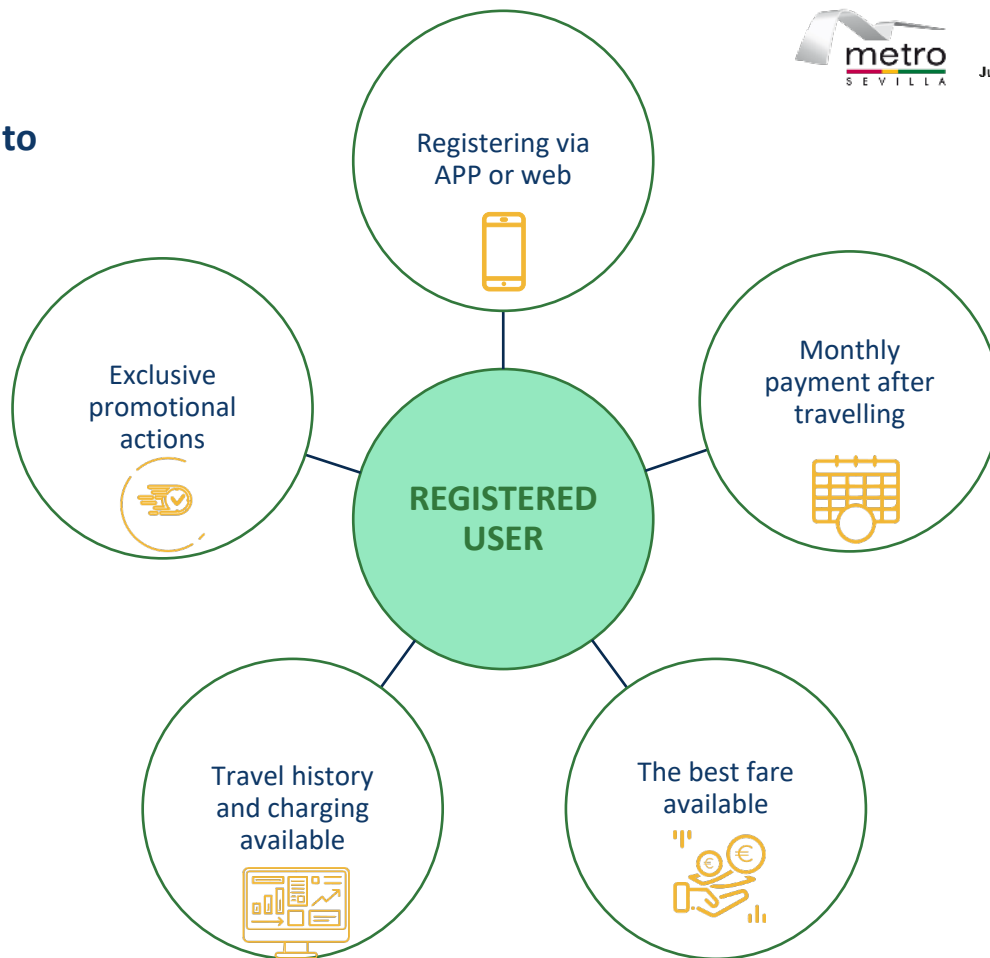 metro
SEVILLA
Ju
to
Registering via
APP or web
Exclusive
promotional
actions
Monthly
payment after
travelling
REGISTERED
USER
Travel history
and charging
available
The best fare
available
€
€